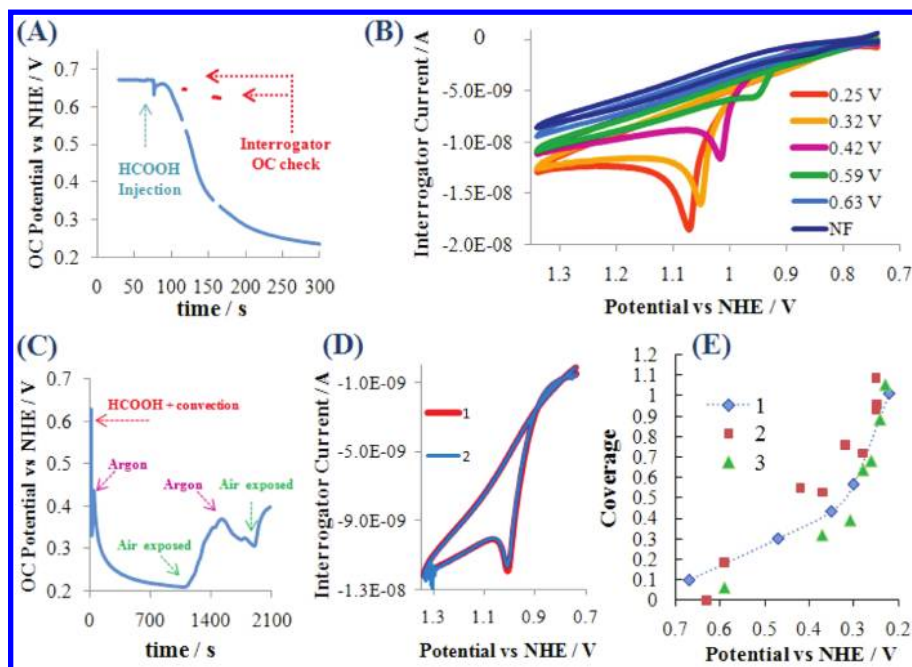 (A)
OC Potential vs NHE / V
0.7
0.6
0.5
0.4
0.3
0.2
HCOOH
Injection
Interrogator
OC check
0 50 100 150 200 250 300
time / s
(B)
Interrogator Current / A
0
-5.0E-09
-1.0E-08
-1.5E-08
-2.0E-08
0.25 V
0.32 V
0.42 V
0.59 V
0.63 V
NF
1.3 1.2 1.1 1 0.9 0.8 0.7
Potential vs NHE / V
(C)
OC Potential vs NHE / V
0.7
0.6
0.5
0.4
0.3
0.2
HCOOH + convection
Argon
Argon
Air exposed
Air exposed
0 700 1400 2100
time / s
(D)
Interrogator Current / A
-1.0E-09
-5.0E-09
-9.0E-09
-1.3E-08
1
2
1.3 1.1 0.9 0.7
Potential vs NHE / V
(E)
Coverage
1.2
1.1
1
0.9
0.8
0.7
0.6
0.5
0.4
0.3
0.2
0.1
0
1
2
3
0.7 0.6 0.5 0.4 0.3 0.2
Potential vs NHE / V